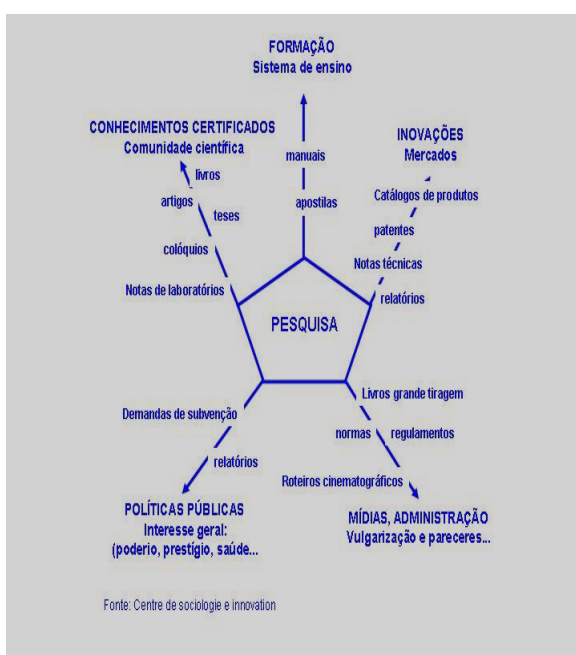 FORMAÇÃO
Sistema de ensino
CONHECIMENTOS CERTIFICADOS
Comunidade científica
INOVAÇÕES
Mercados
manuais
apostilas
livros
artigos
teses
colóquios
Notas de laboratórios
Catálogos de produtos
patentes
Notas técnicas
relatórios
PESQUISA
Demandas de subvenção
relatórios
Livros grande tiragem
normas
regulamentos
Roteiros cinematográficos
POLÍTICAS PÚBLICAS
Interesse geral:
(poderio, prestígio, saúde...
MÍDIAS, ADMINISTRAÇÃO
Vulgarização e pareceres...
Fonte: Centre de sociologie e innovation